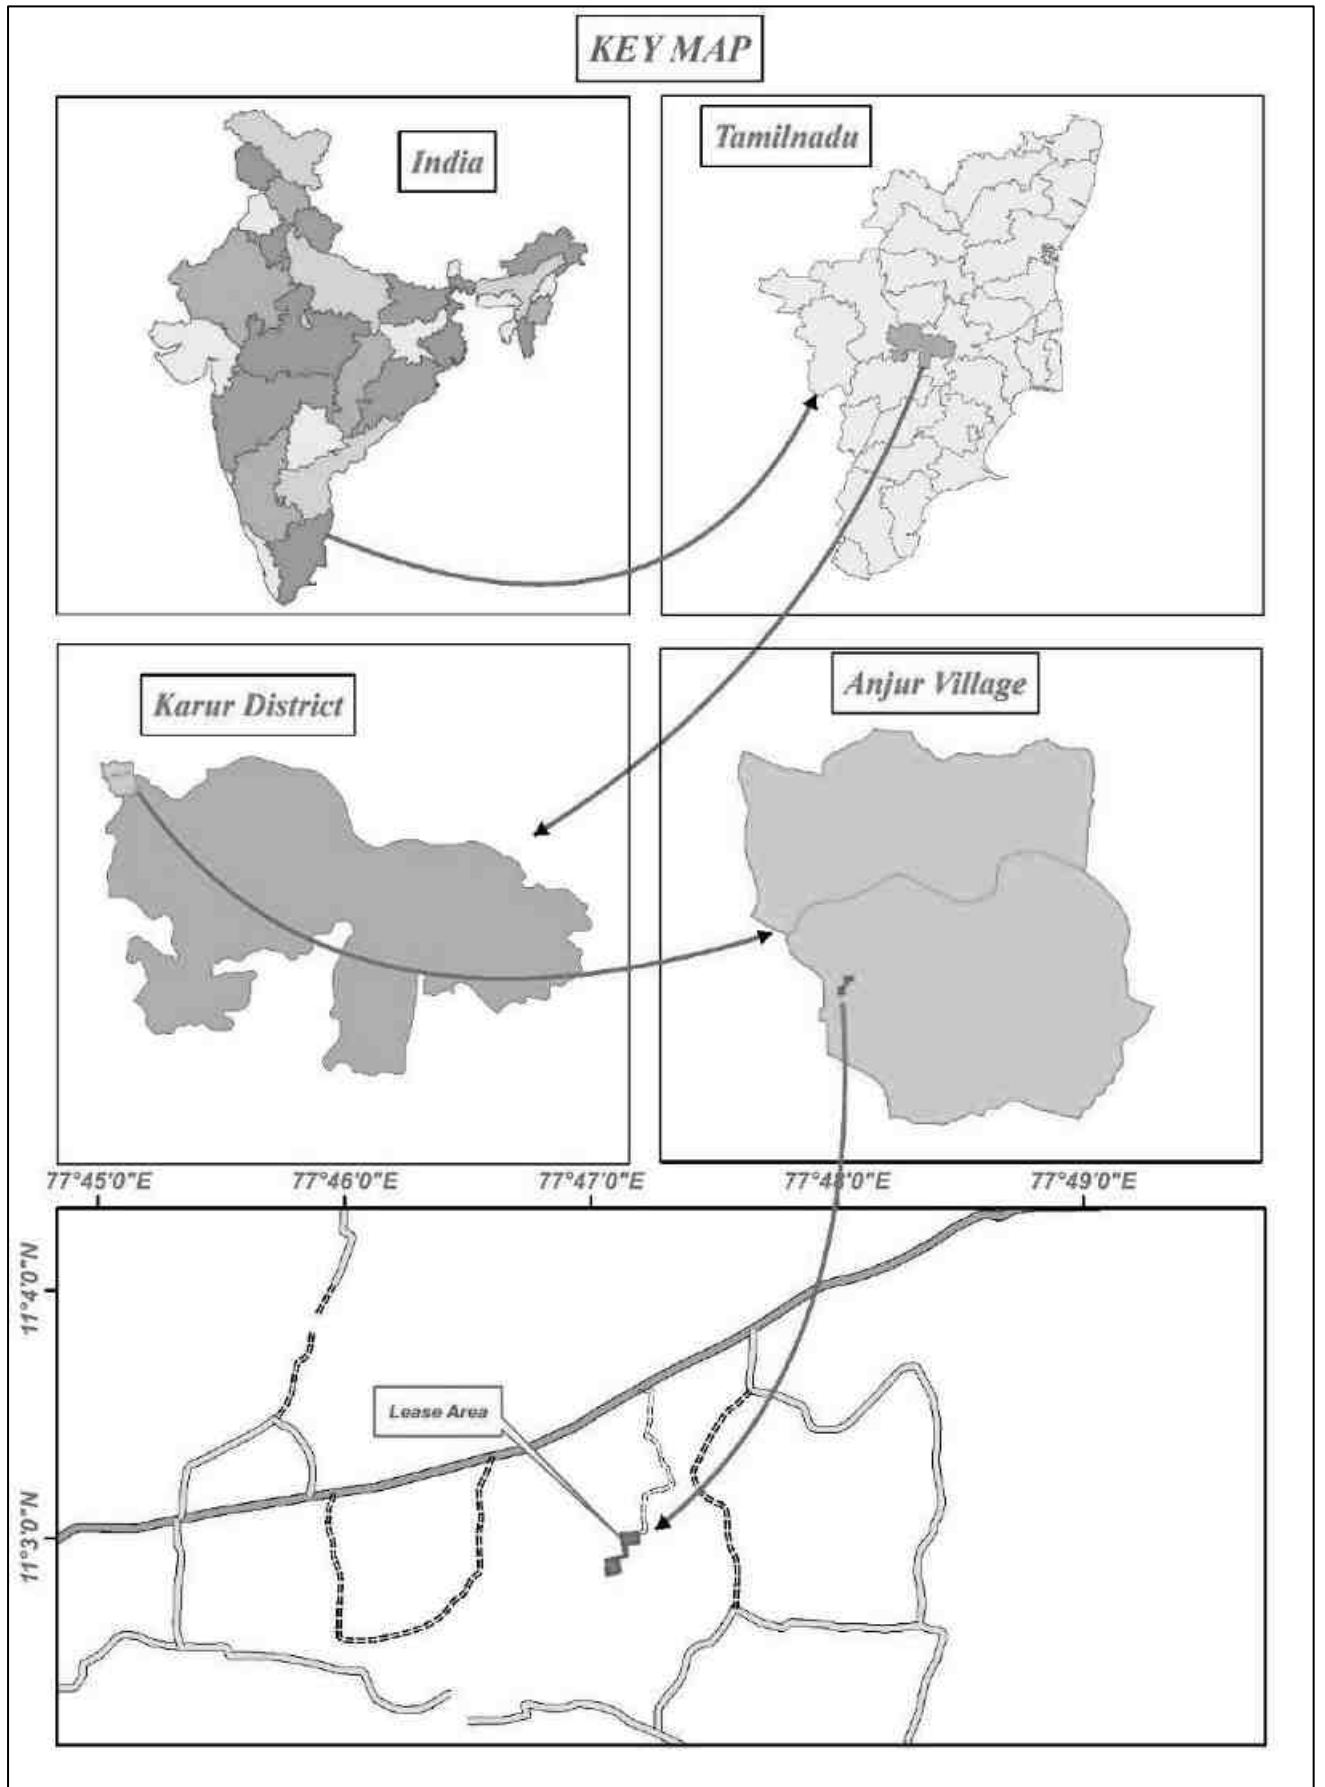 KEY MAP
India
Tamilnadu
Karur District
Anjur Village
77°45'0"E
77°46'0"E
77°47'0"E
77°48'0"E
77°49'0"E
11°4'0"N
Lease Area
11°3'0"N